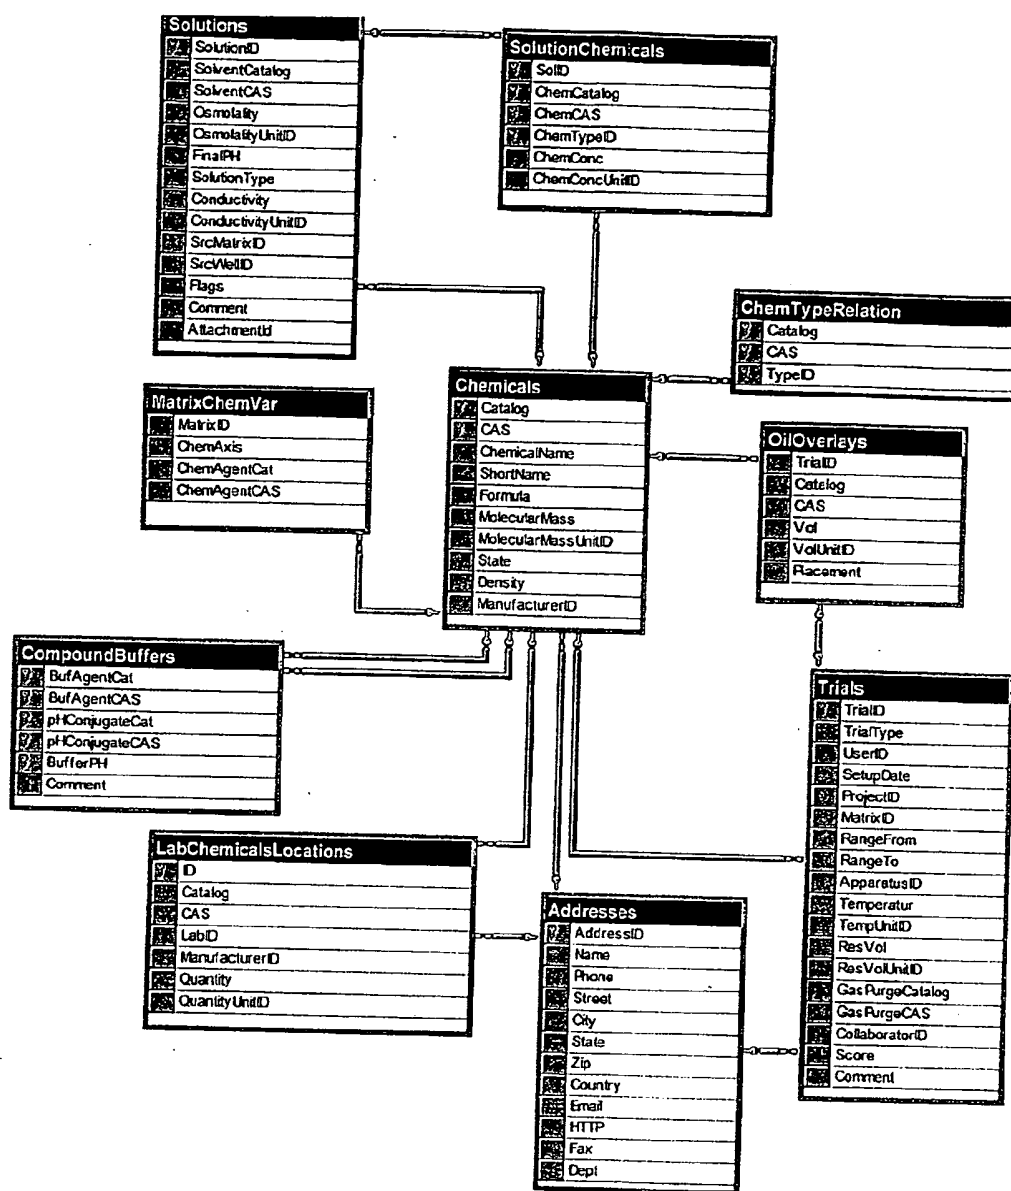 Solutions
SolutionID
SolventCatalog
SolventCAS
Osmolality
OsmolalityUnitID
FinalPH
SolutionType
Conductivity
ConductivityUnitID
SrcMatrixID
SrcWellID
Flags
Comment
AttachmentId
SolutionChemicals
SolID
ChemCatalog
ChemCAS
ChemTypeID
ChemConc
ChemConcUnitID
ChemTypeRelation
Catalog
CAS
TypeID
MatrixChemVar
MatrixID
ChemAxis
ChemAgentCat
ChemAgentCAS
Chemicals
Catalog
CAS
ChemicalName
ShortName
Formula
MolecularMass
MolecularMassUnitID
State
Density
ManufacturerID
OilOverlays
TrialID
Catalog
CAS
Vol
VolUnitID
Placement
CompoundBuffers
BufAgentCat
BufAgentCAS
pHConjugateCat
pHConjugateCAS
BufferPH
Comment
Trials
TrialID
TrialType
UserID
SetupDate
ProjectID
MatrixID
RangeFrom
RangeTo
ApparatusID
Temperatur
TempUnitID
ResVol
ResVolUnitID
GasPurgeCatalog
GasPurgeCAS
CollaboratorID
Score
Comment
LabChemicalsLocations
ID
Catalog
CAS
LabID
ManufacturerID
Quantity
QuantityUnitID
Addresses
AddressID
Name
Phone
Street
City
State
Zip
Country
Email
HTTP
Fax
Dept